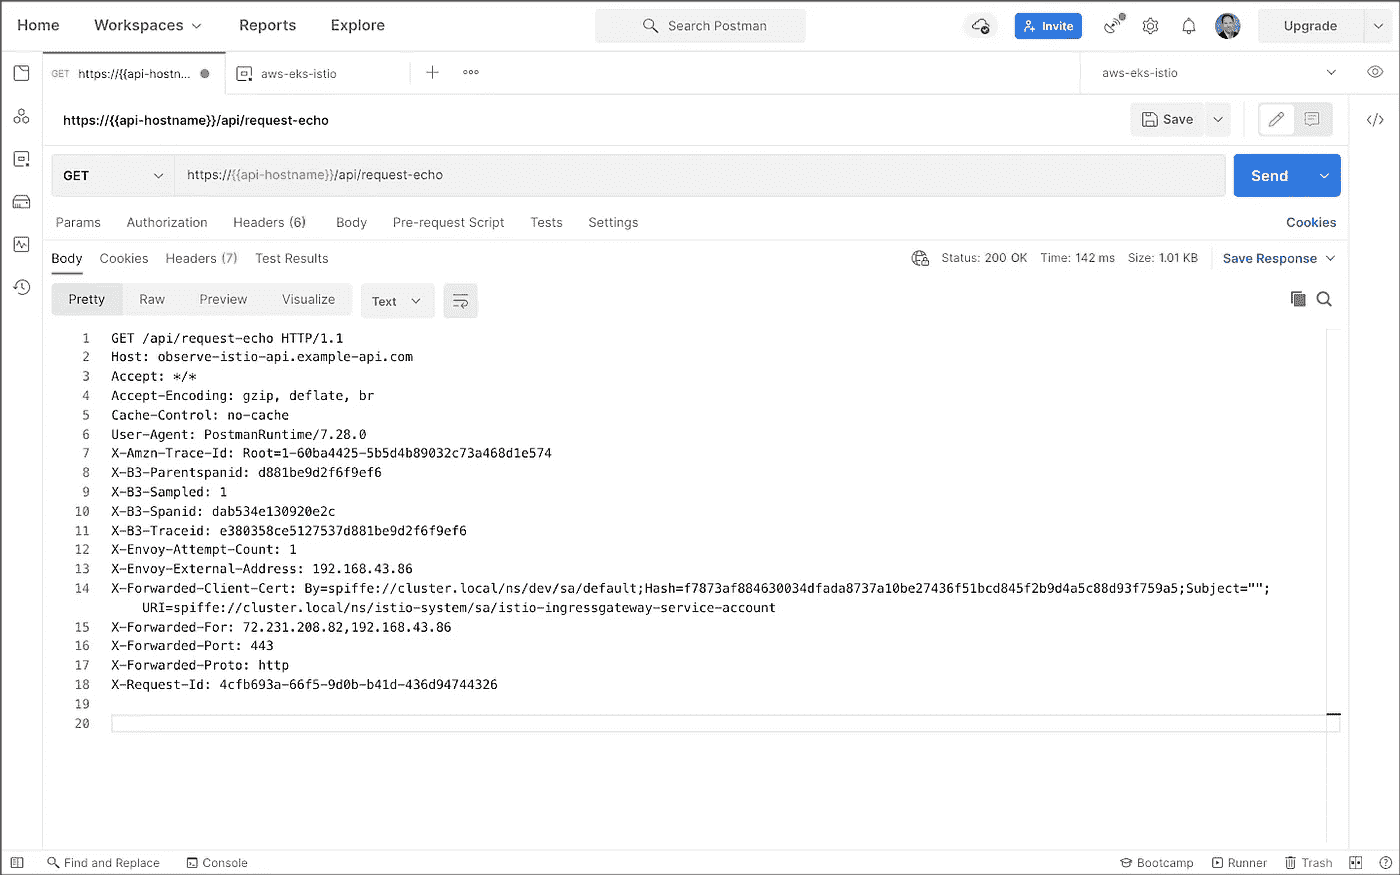 Home Workspaces Reports Explore Search Postman Invite Upgrade
GET https://{{api-hostn... aws-eks-istio aws-eks-istio
https://{{api-hostname}}/api/request-echo Save
GET https://{{api-hostname}}/api/request-echo Send
Params Authorization Headers (6) Body Pre-request Script Tests Settings Cookies
Body Cookies Headers (7) Test Results Status: 200 OK Time: 142 ms Size: 1.01 KB Save Response
Pretty Raw Preview Visualize Text
1 GET /api/request-echo HTTP/1.1
2 Host: observe-istio-api.example-api.com
3 Accept: */*
4 Accept-Encoding: gzip, deflate, br
5 Cache-Control: no-cache
6 User-Agent: PostmanRuntime/7.28.0
7 X-Amzn-Trace-Id: Root=1-60ba4425-5b5d4b89032c73a468d1e574
8 X-B3-Parentspanid: d881be9d2f6f9ef6
9 X-B3-Sampled: 1
10 X-B3-Spanid: dab534e130920e2c
11 X-B3-Traceid: e380358ce5127537d881be9d2f6f9ef6
12 X-Envoy-Attempt-Count: 1
13 X-Envoy-External-Address: 192.168.43.86
14 X-Forwarded-Client-Cert: By=spiffe://cluster.local/ns/dev/sa/default;Hash=f7873af884630034dfada8737a10be27436f51bcd845f2b9d4a5c88d93f759a5;Subject="";
URI=spiffe://cluster.local/ns/istio-system/sa/istio-ingressgateway-service-account
15 X-Forwarded-For: 72.231.208.82,192.168.43.86
16 X-Forwarded-Port: 443
17 X-Forwarded-Proto: http
18 X-Request-Id: 4cfb693a-66f5-9d0b-b41d-436d94744326
19
20
Find and Replace Console Bootcamp Runner Trash